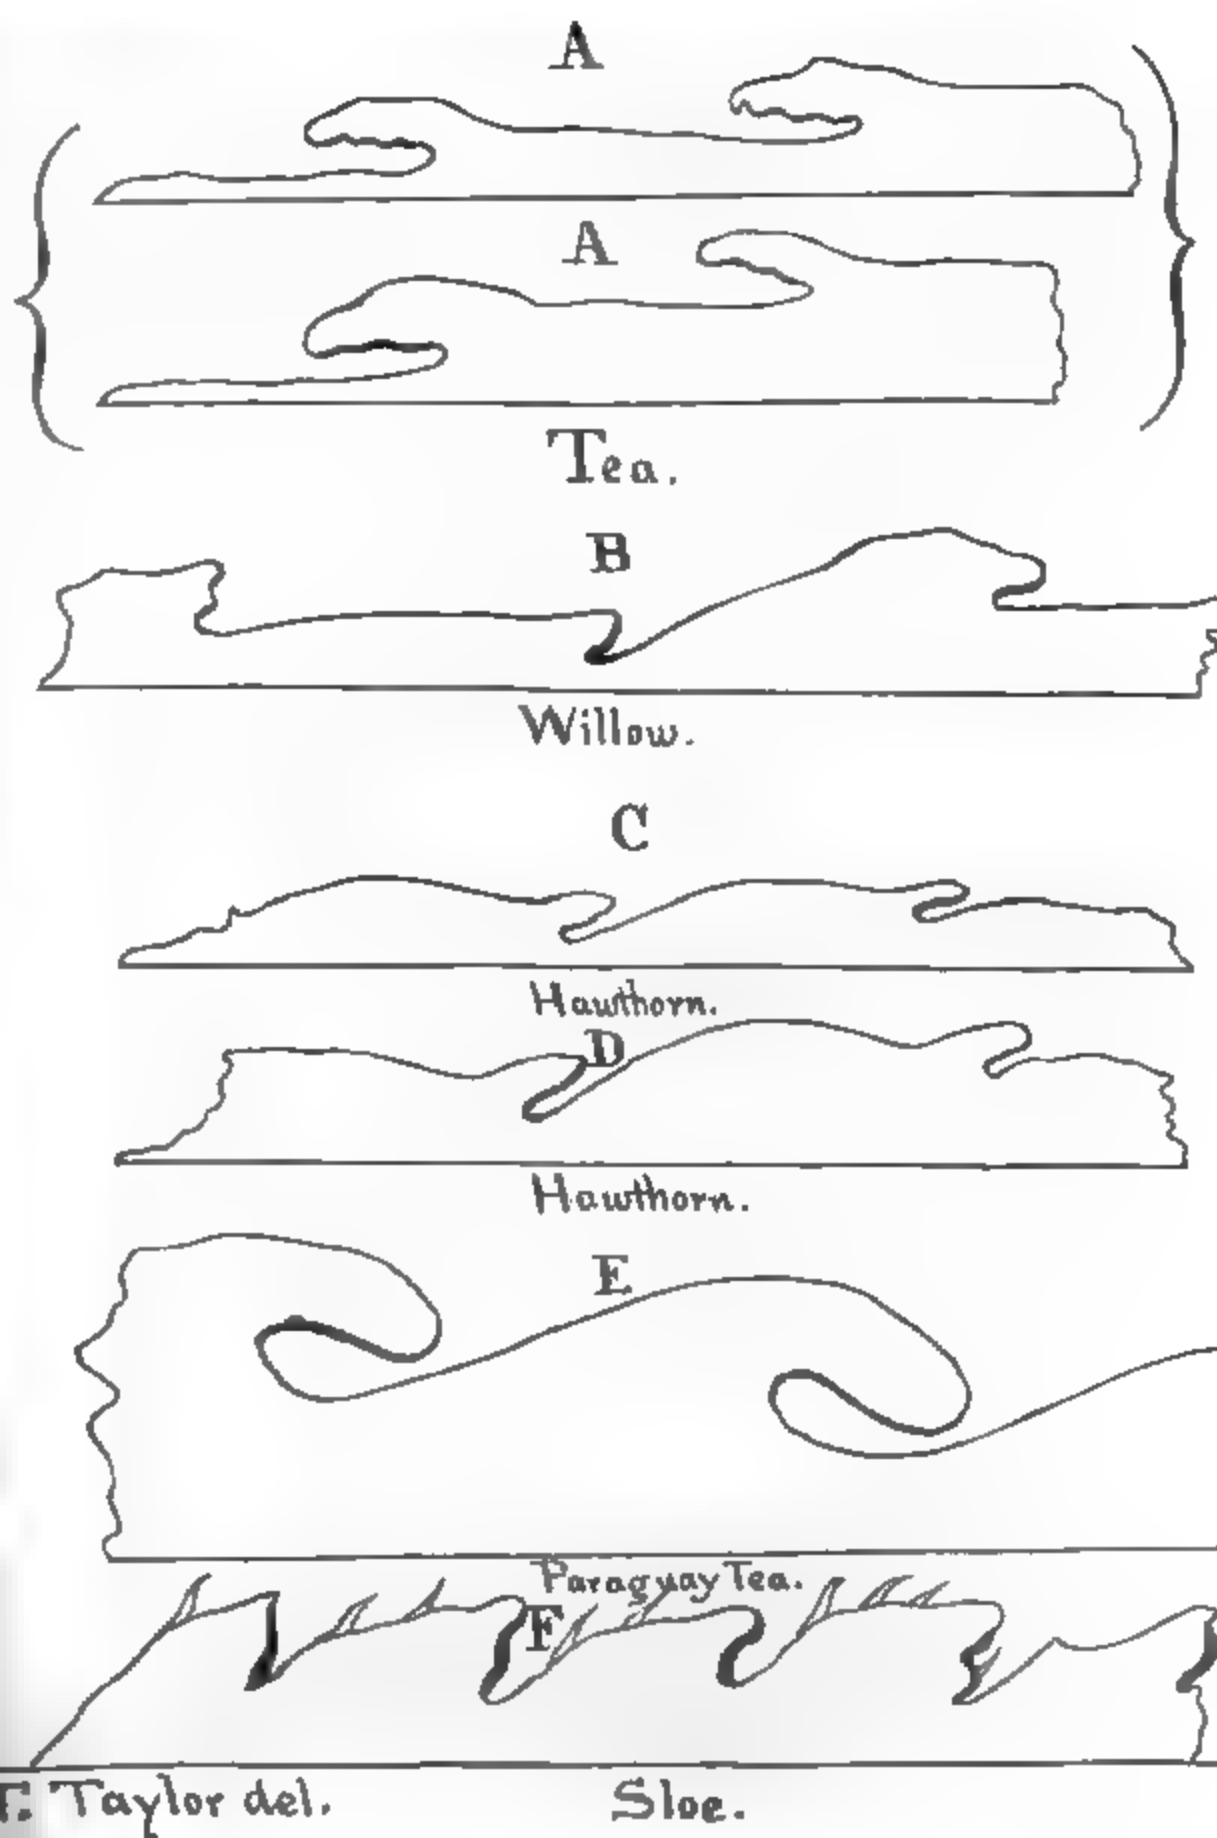 A
A
Tea.
B
Willow.
C
Hawthorn.
D
Hawthorn.
E
Paraguay Tea.
F
T. Taylor del.
Sloe.